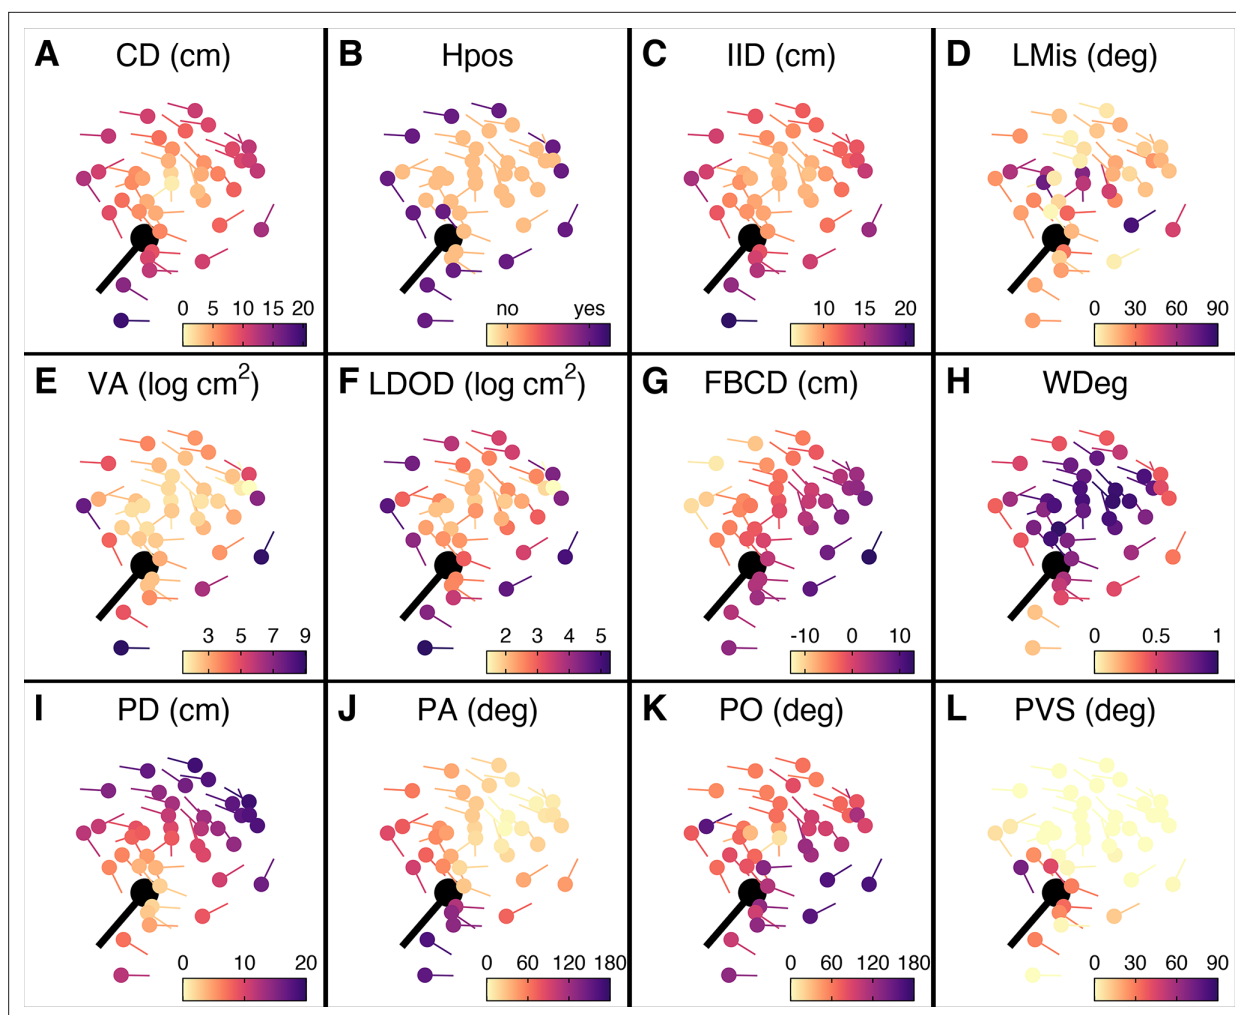 A CD (cm)
B Hpos
C IID (cm)
D LMis (deg)
0 5 10 15 20
no yes
10 15 20
0 30 60 90
E VA (log cm²)
F LDOD (log cm²)
G FBCD (cm)
H WDeg
3 5 7 9
2 3 4 5
-10 0 10
0 0.5 1
I PD (cm)
J PA (deg)
K PO (deg)
L PVS (deg)
0 10 20
0 60 120 180
0 60 120 180
0 30 60 90